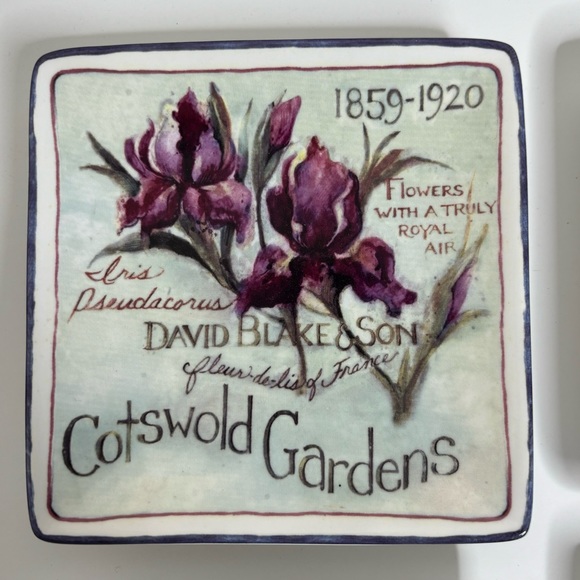 1859-1920
FLOWERS
WITH A TRULY
ROYAL
AIR
Iris
Pseudacorus
DAVID BLAKE & SON
fleur-de-lis of France
Cotswold Gardens